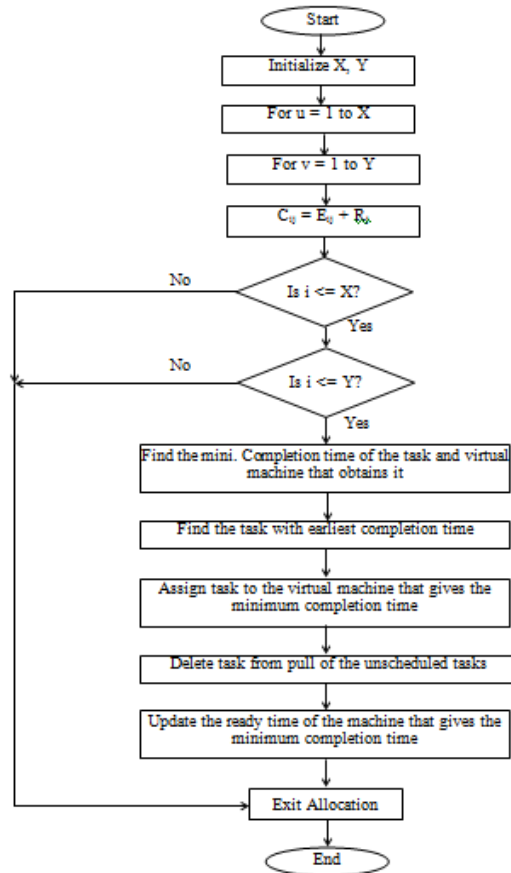 Start
Initialize X, Y
For u = 1 to X
For v = 1 to Y
C = E + R
Is i <= X?
No
Yes
Is i <= Y?
No
Yes
Find the mini. Completion time of the task and virtual
machine that obtains it
Find the task with earliest completion time
Assign task to the virtual machine that gives the
minimum completion time
Delete task from pull of the unscheduled tasks
Update the ready time of the machine that gives the
minimum completion time
Exit Allocation
End